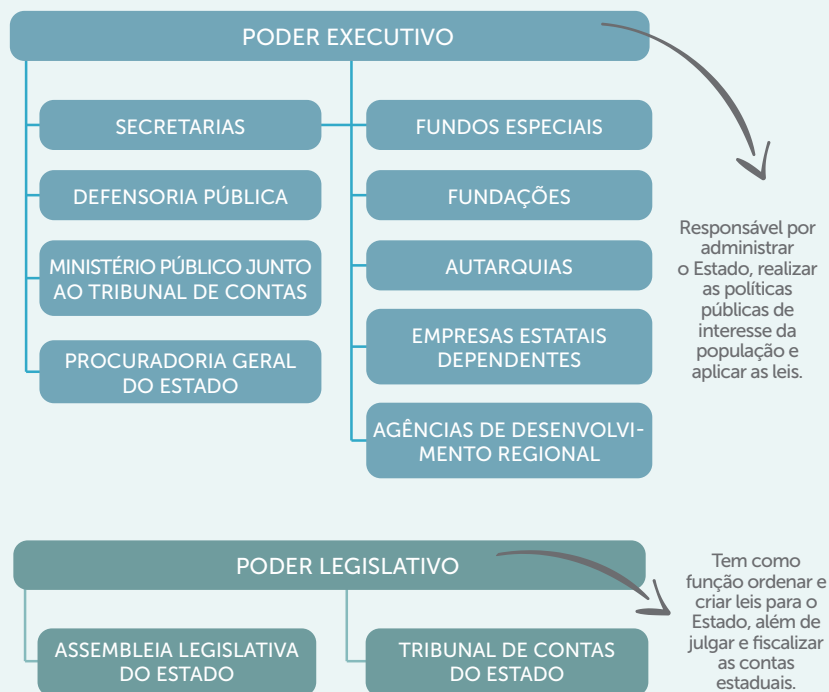 PODER EXECUTIVO
SECRETARIAS
DEFENSORIA PÚBLICA
MINISTÉRIO PÚBLICO JUNTO
AO TRIBUNAL DE CONTAS
PROCURADORIA GERAL
DO ESTADO
FUNDOS ESPECIAIS
FUNDAÇÕES
AUTARQUIAS
EMPRESAS ESTATAIS
DEPENDENTES
AGÊNCIAS DE DESENVOLVI-
MENTO REGIONAL
Responsável por
administrar
o Estado, realizar
as políticas
públicas de
interesse da
população e
aplicar as leis.
PODER LEGISLATIVO
ASSEMBLEIA LEGISLATIVA
DO ESTADO
TRIBUNAL DE CONTAS
DO ESTADO
Tem como
função ordenar e
criar leis para o
Estado, além de
julgar e fiscalizar
as contas
estaduais.